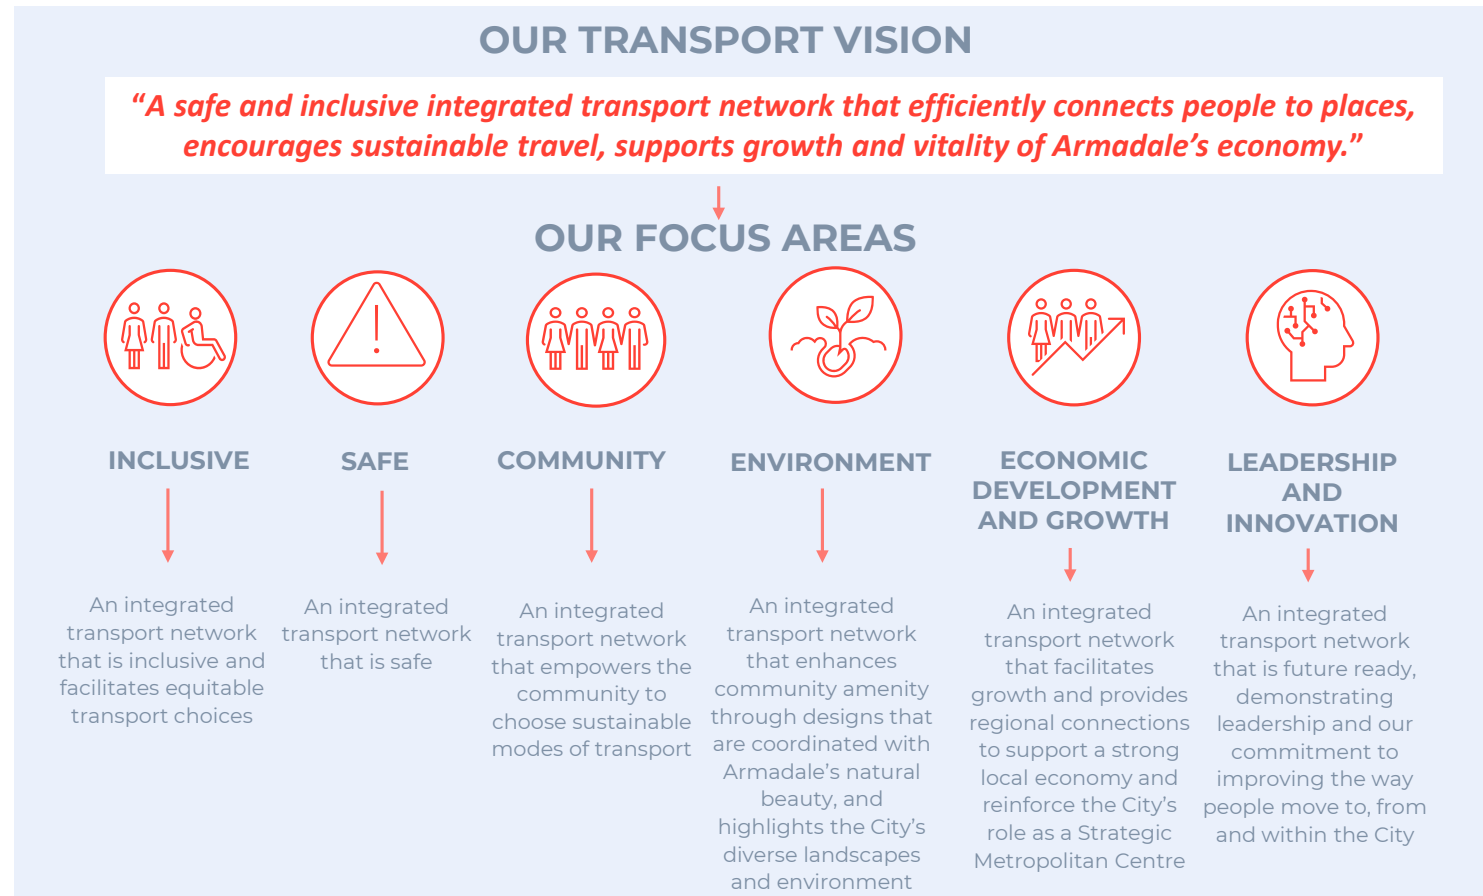 OUR TRANSPORT VISION
“A safe and inclusive integrated transport network that efficiently connects people to places,
encourages sustainable travel, supports growth and vitality of Armadale’s economy.”
OUR FOCUS AREAS
INCLUSIVE
An integrated
transport network
that is inclusive and
facilitates equitable
transport choices
SAFE
An integrated
transport network
that is safe
COMMUNITY
An integrated
transport network
that empowers the
community to
choose sustainable
modes of transport
ENVIRONMENT
An integrated
transport network
that enhances
community amenity
through designs that
are coordinated with
Armadale’s natural
beauty, and
highlights the City’s
diverse landscapes
and environment
ECONOMIC
DEVELOPMENT
AND GROWTH
An integrated
transport network
that facilitates
growth and provides
regional connections
to support a strong
local economy and
reinforce the City’s
role as a Strategic
Metropolitan Centre
LEADERSHIP
AND
INNOVATION
An integrated
transport network
that is future ready,
demonstrating
leadership and our
commitment to
improving the way
people move to, from
and within the City